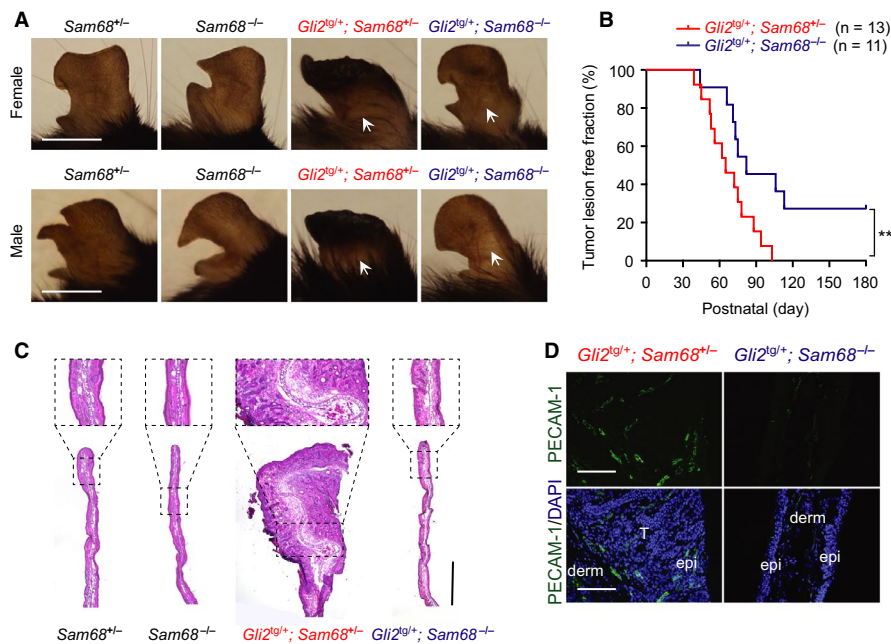 A
Sam68+/– Sam68–/– Gli2tg/+; Sam68+/– Gli2tg/+; Sam68–/–
Female
Sam68+/– Sam68–/– Gli2tg/+; Sam68+/– Gli2tg/+; Sam68–/–
Male
B
Gli2tg/+; Sam68+/– (n = 13)
Gli2tg/+; Sam68–/– (n = 11)
Tumor lesion free fraction (%)
100
80
60
40
20
0
0 30 60 90 120 150 180
Postnatal (day)
**
C
Sam68+/– Sam68–/– Gli2tg/+; Sam68+/– Gli2tg/+; Sam68–/–
D
Gli2tg/+; Sam68+/– Gli2tg/+; Sam68–/–
PECAM-1
PECAM-1/DAPI
T
derm
epi
derm
epi
epi